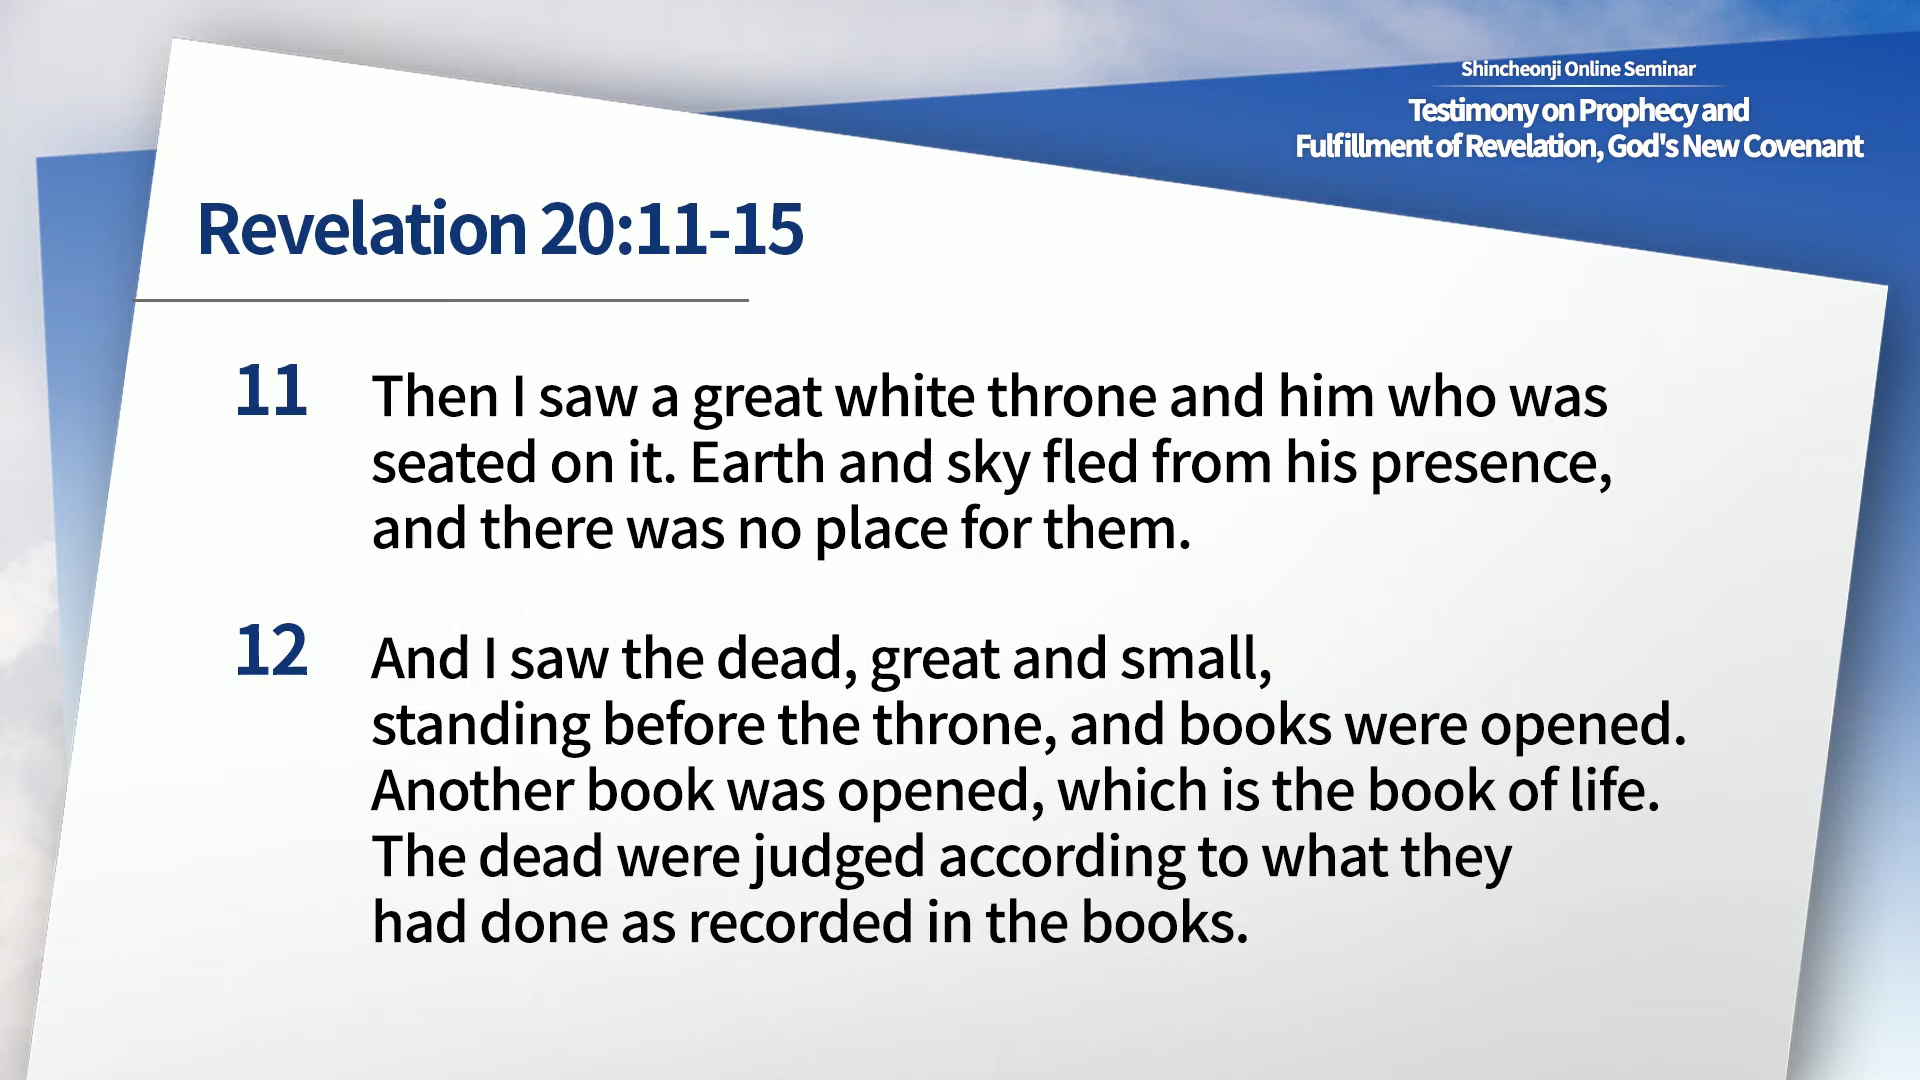 Shincheonji Online Seminar
Testimony on Prophecy and
Fulfillment of Revelation, God's New Covenant
Revelation 20:11-15
11 Then I saw a great white throne and him who was
seated on it. Earth and sky fled from his presence,
and there was no place for them.
12 And I saw the dead, great and small,
standing before the throne, and books were opened.
Another book was opened, which is the book of life.
The dead were judged according to what they
had done as recorded in the books.